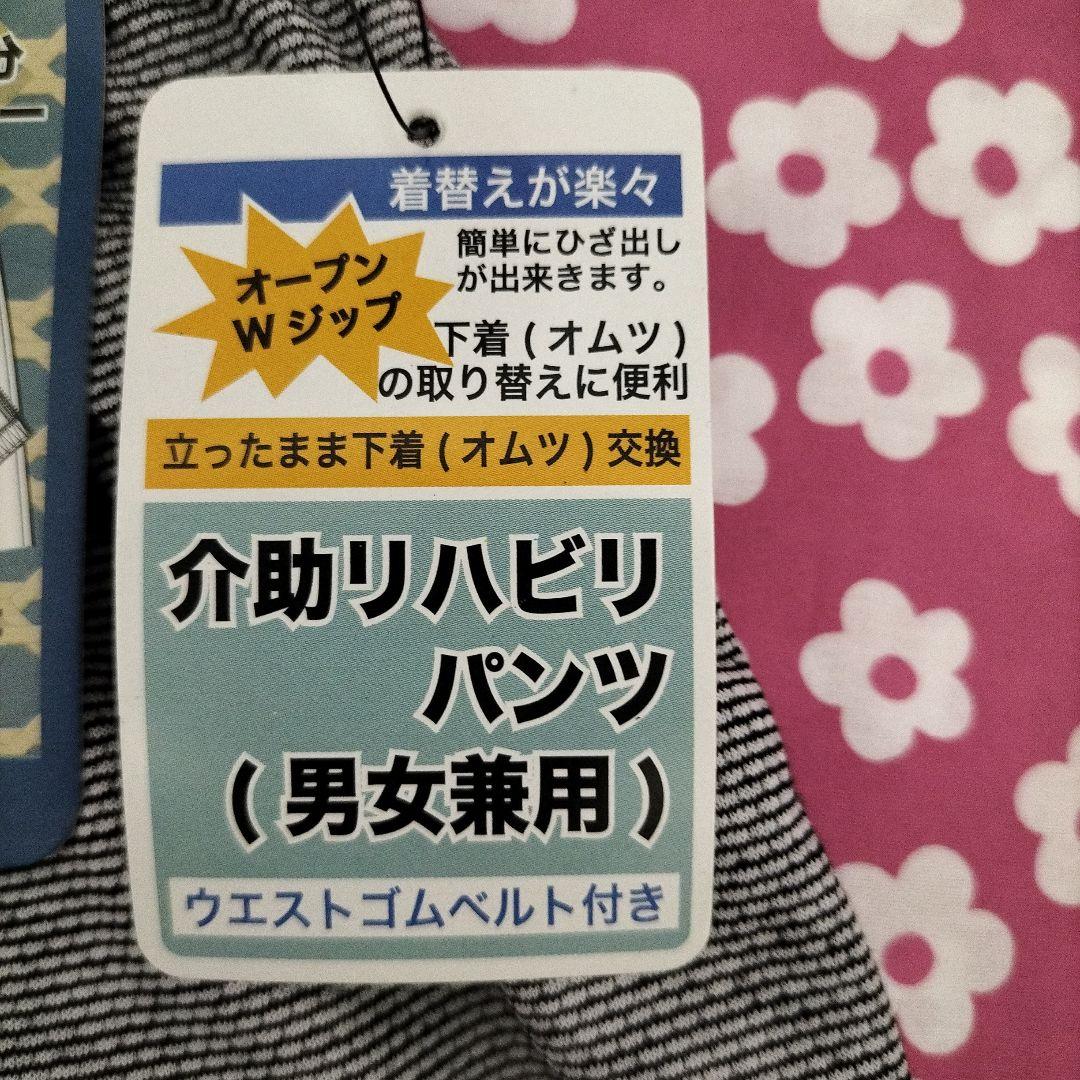 着替えが楽々
オープン
Wジップ
簡単にひざ出し
が出来きます。
下着(オムツ)
の取り替えに便利
立ったまま下着(オムツ)交換
介助リハビリ
パンツ
(男女兼用)
ウエストゴムベルト付き